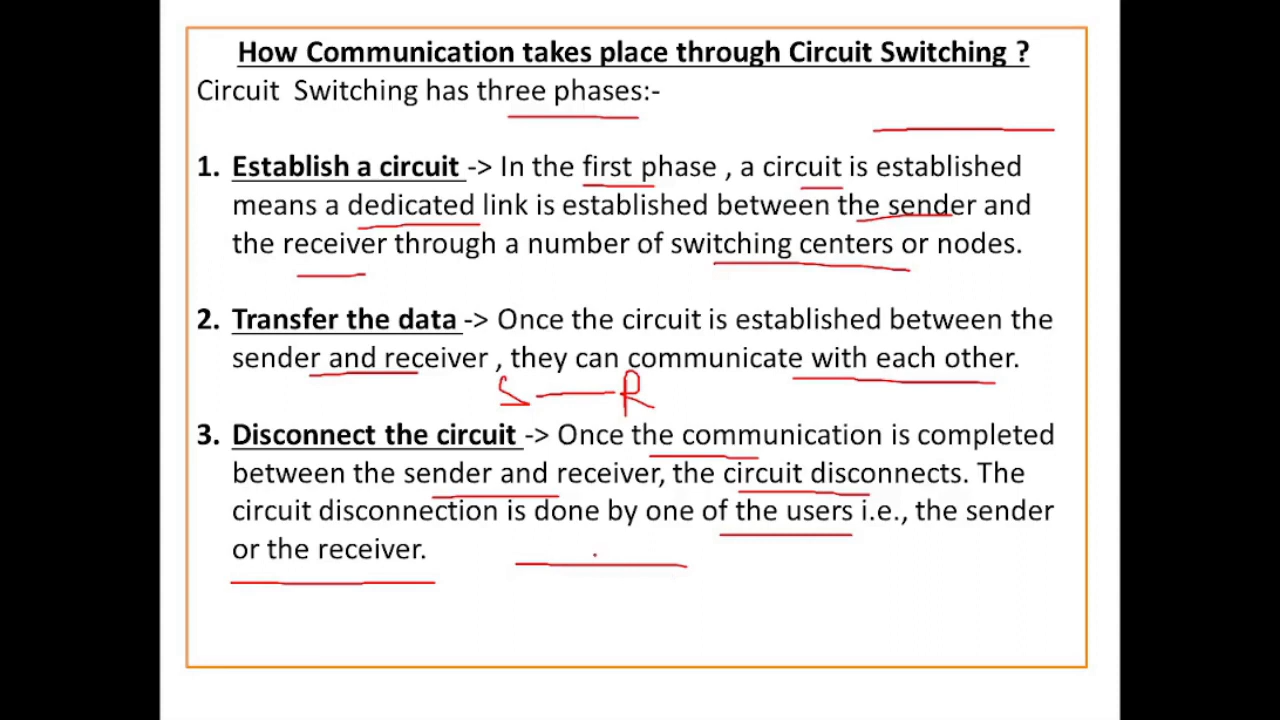 How Communication takes place through Circuit Switching ?
Circuit Switching has three phases:-
1. Establish a circuit -> In the first phase , a circuit is established
means a dedicated link is established between the sender and
the receiver through a number of switching centers or nodes.
2. Transfer the data -> Once the circuit is established between the
sender and receiver , they can communicate with each other.
S — R
3. Disconnect the circuit -> Once the communication is completed
between the sender and receiver, the circuit disconnects. The
circuit disconnection is done by one of the users i.e., the sender
or the receiver.